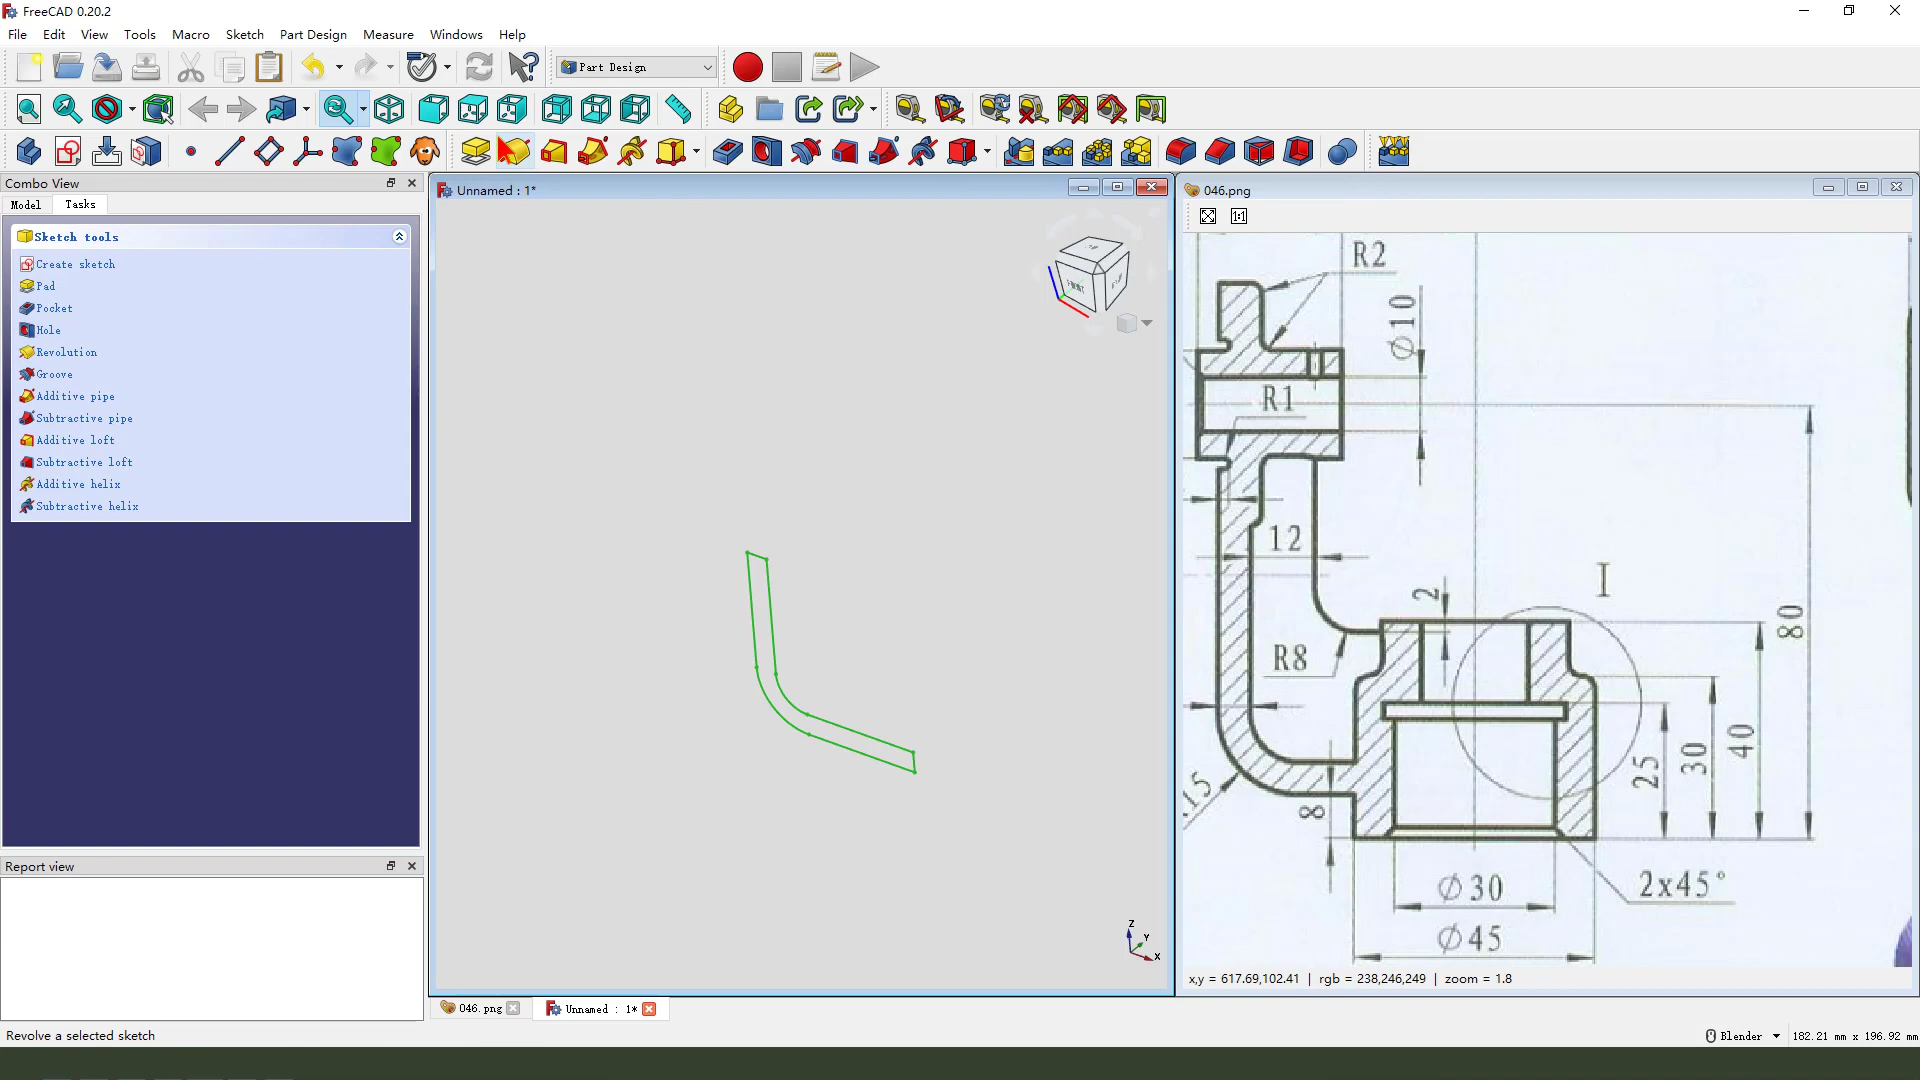 FreeCAD 0.20.2
File Edit View Tools Macro Sketch Part Design Measure Windows Help
Part Design
Combo View
Model Tasks
Sketch tools
Create sketch
Pad
Pocket
Hole
Revolution
Groove
Additive pipe
Subtractive pipe
Additive loft
Subtractive loft
Additive helix
Subtractive helix
Report view
Unnamed : 1*
Z
Y
X
046.png
1:1
R2
Ø10
R1
12
2
I
R8
80
15
8
25
30
40
Ø30
2x45°
Ø45
x,y = 617.69,102.41 | rgb = 238,246,249 | zoom = 1.8
046.png
Unnamed : 1*
Revolve a selected sketch
Blender
182.21 mm x 196.92 mm